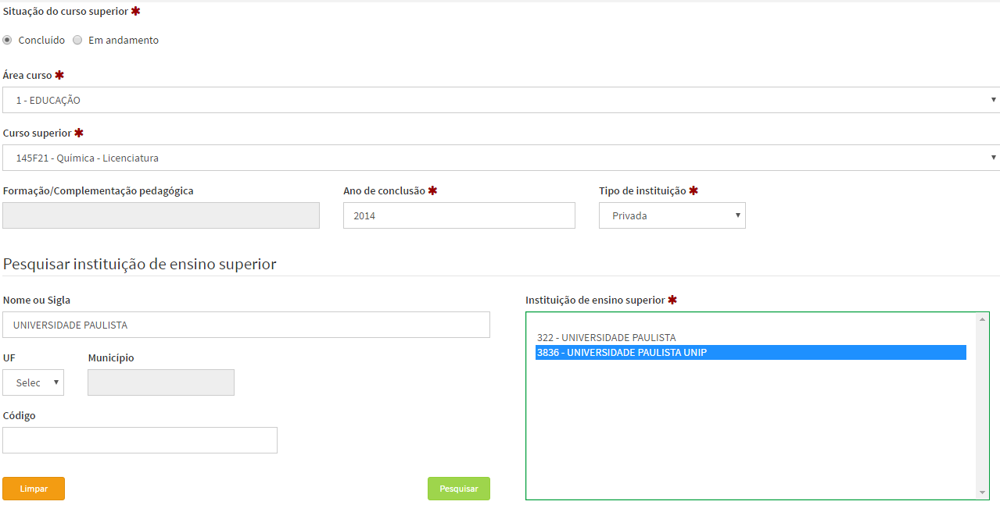 Situação do curso superior ✱
Concluído Em andamento
Área curso ✱
1 - EDUCAÇÃO
Curso superior ✱
145F21 - Química - Licenciatura
Formação/Complementação pedagógica Ano de conclusão ✱ Tipo de instituição ✱
2014 Privada
Pesquisar instituição de ensino superior
Nome ou Sigla
UNIVERSIDADE PAULISTA
UF Município
Selec
Código
Limpar Pesquisar
Instituição de ensino superior ✱
322 - UNIVERSIDADE PAULISTA
3836 - UNIVERSIDADE PAULISTA UNIP